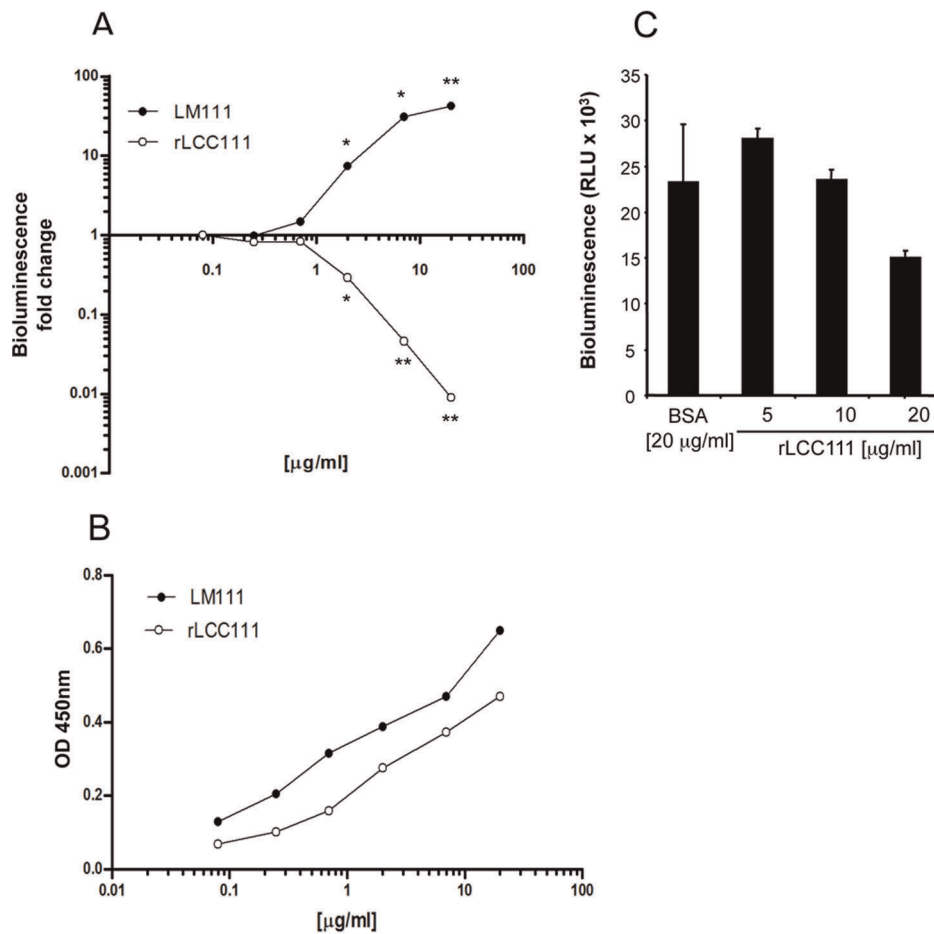 A
Bioluminescence
fold change
100
10
1
0.1
0.01
0.001
LM111
rLCC111
*
*
**
*
**
**
0.1
1
10
100
[µg/ml]
C
Bioluminescence (RLU x 10³)
35
30
25
20
15
10
5
0
BSA
[20 µg/ml]
5
10
20
rLCC111 [µg/ml]
B
OD 450nm
0.8
0.6
0.4
0.2
0.0
LM111
rLCC111
0.01
0.1
1
10
100
[µg/ml]